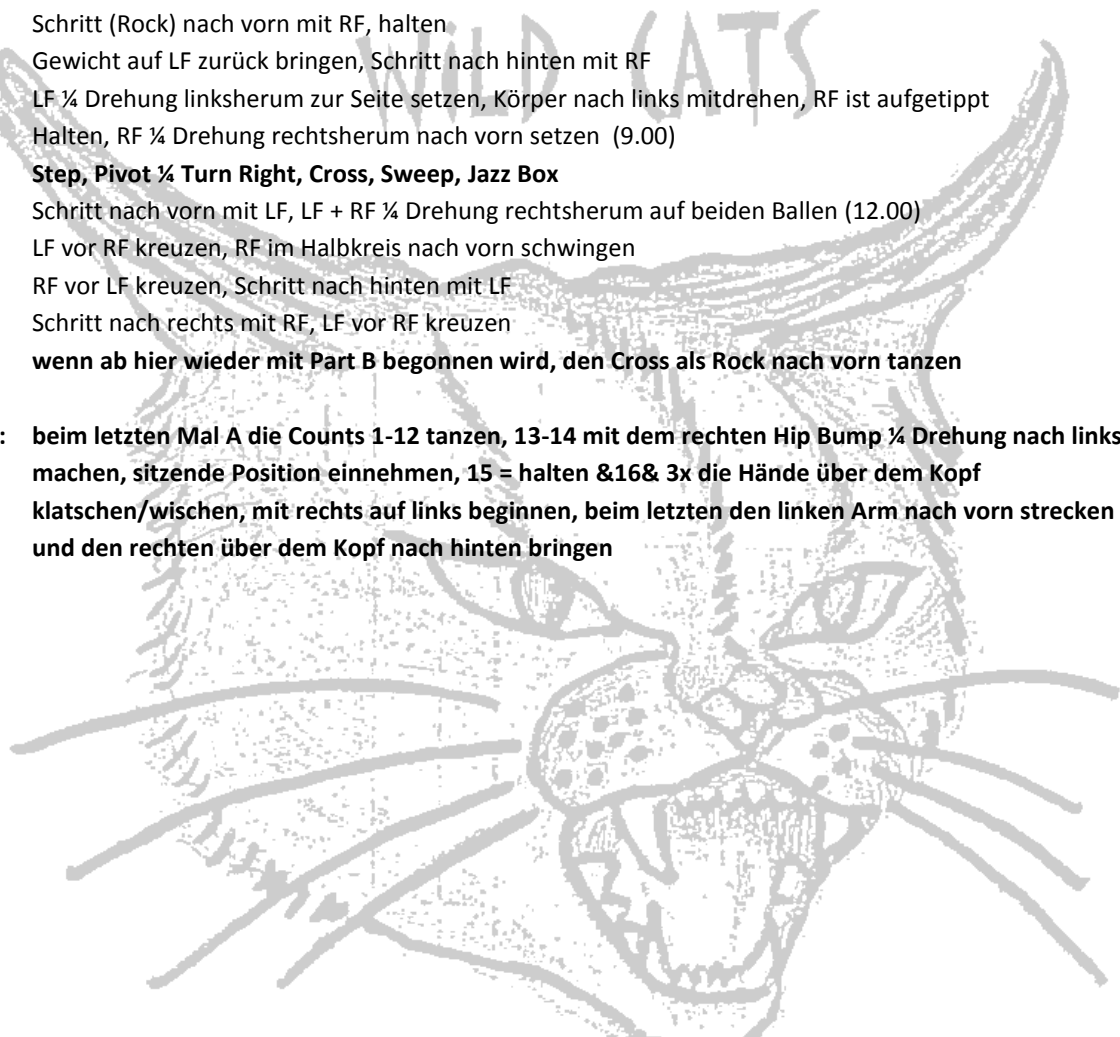 WiLD CATS
Schritt (Rock) nach vorn mit RF, halten
Gewicht auf LF zurück bringen, Schritt nach hinten mit RF
LF ¼ Drehung linksherum zur Seite setzen, Körper nach links mitdrehen, RF ist aufgetippt
Halten, RF ¼ Drehung rechtsherum nach vorn setzen (9.00)
Step, Pivot ¼ Turn Right, Cross, Sweep, Jazz Box
Schritt nach vorn mit LF, LF + RF ¼ Drehung rechtsherum auf beiden Ballen (12.00)
LF vor RF kreuzen, RF im Halbkreis nach vorn schwingen
RF vor LF kreuzen, Schritt nach hinten mit LF
Schritt nach rechts mit RF, LF vor RF kreuzen
wenn ab hier wieder mit Part B begonnen wird, den Cross als Rock nach vorn tanzen
: beim letzten Mal A die Counts 1-12 tanzen, 13-14 mit dem rechten Hip Bump ¼ Drehung nach links
machen, sitzende Position einnehmen, 15 = halten &16& 3x die Hände über dem Kopf
klatschen/wischen, mit rechts auf links beginnen, beim letzten den linken Arm nach vorn strecken
und den rechten über dem Kopf nach hinten bringen